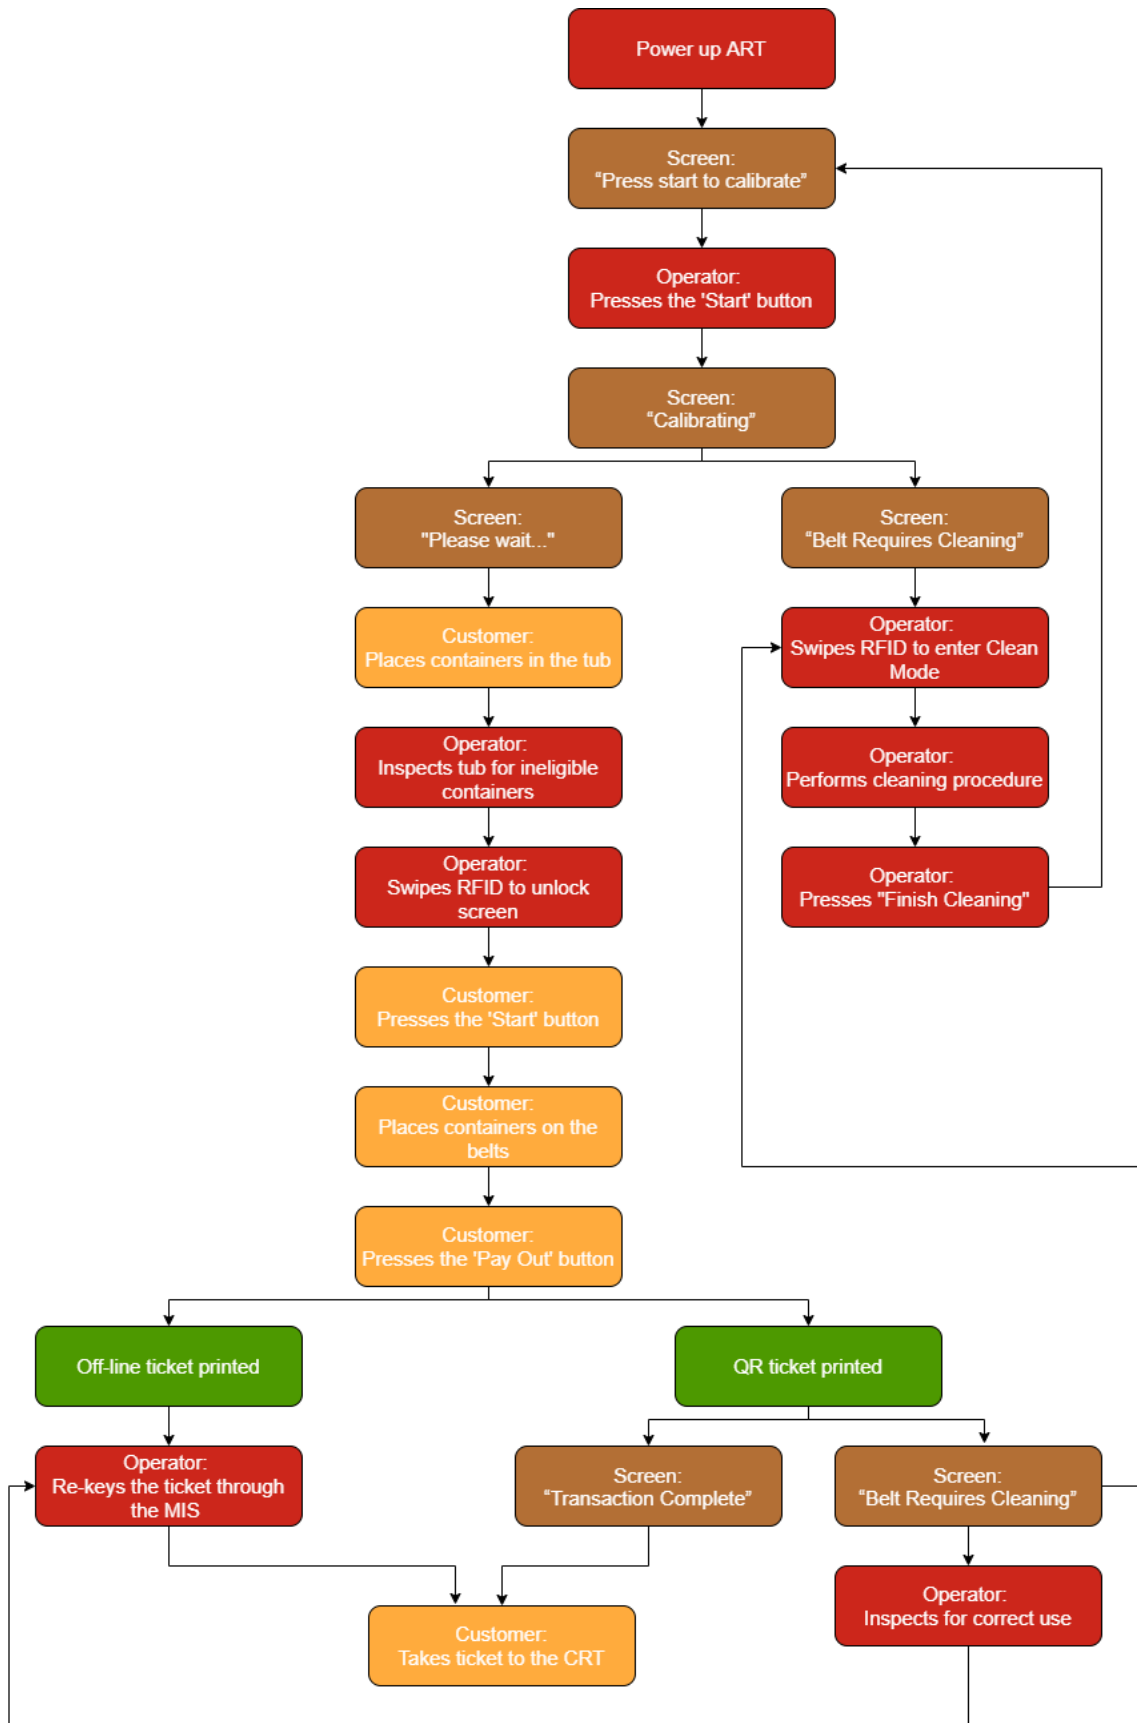 Power up ART
Screen:
“Press start to calibrate”
Operator:
Presses the 'Start' button
Screen:
“Calibrating”
Screen:
"Please wait..."
Screen:
“Belt Requires Cleaning”
Customer:
Places containers in the tub
Operator:
Swipes RFID to enter Clean
Mode
Operator:
Inspects tub for ineligible
containers
Operator:
Performs cleaning procedure
Operator:
Swipes RFID to unlock
screen
Operator:
Presses "Finish Cleaning"
Customer:
Presses the 'Start' button
Customer:
Places containers on the
belts
Customer:
Presses the 'Pay Out' button
Off-line ticket printed
QR ticket printed
Operator:
Re-keys the ticket through
the MIS
Screen:
“Transaction Complete”
Screen:
“Belt Requires Cleaning”
Operator:
Inspects for correct use
Customer:
Takes ticket to the CRT